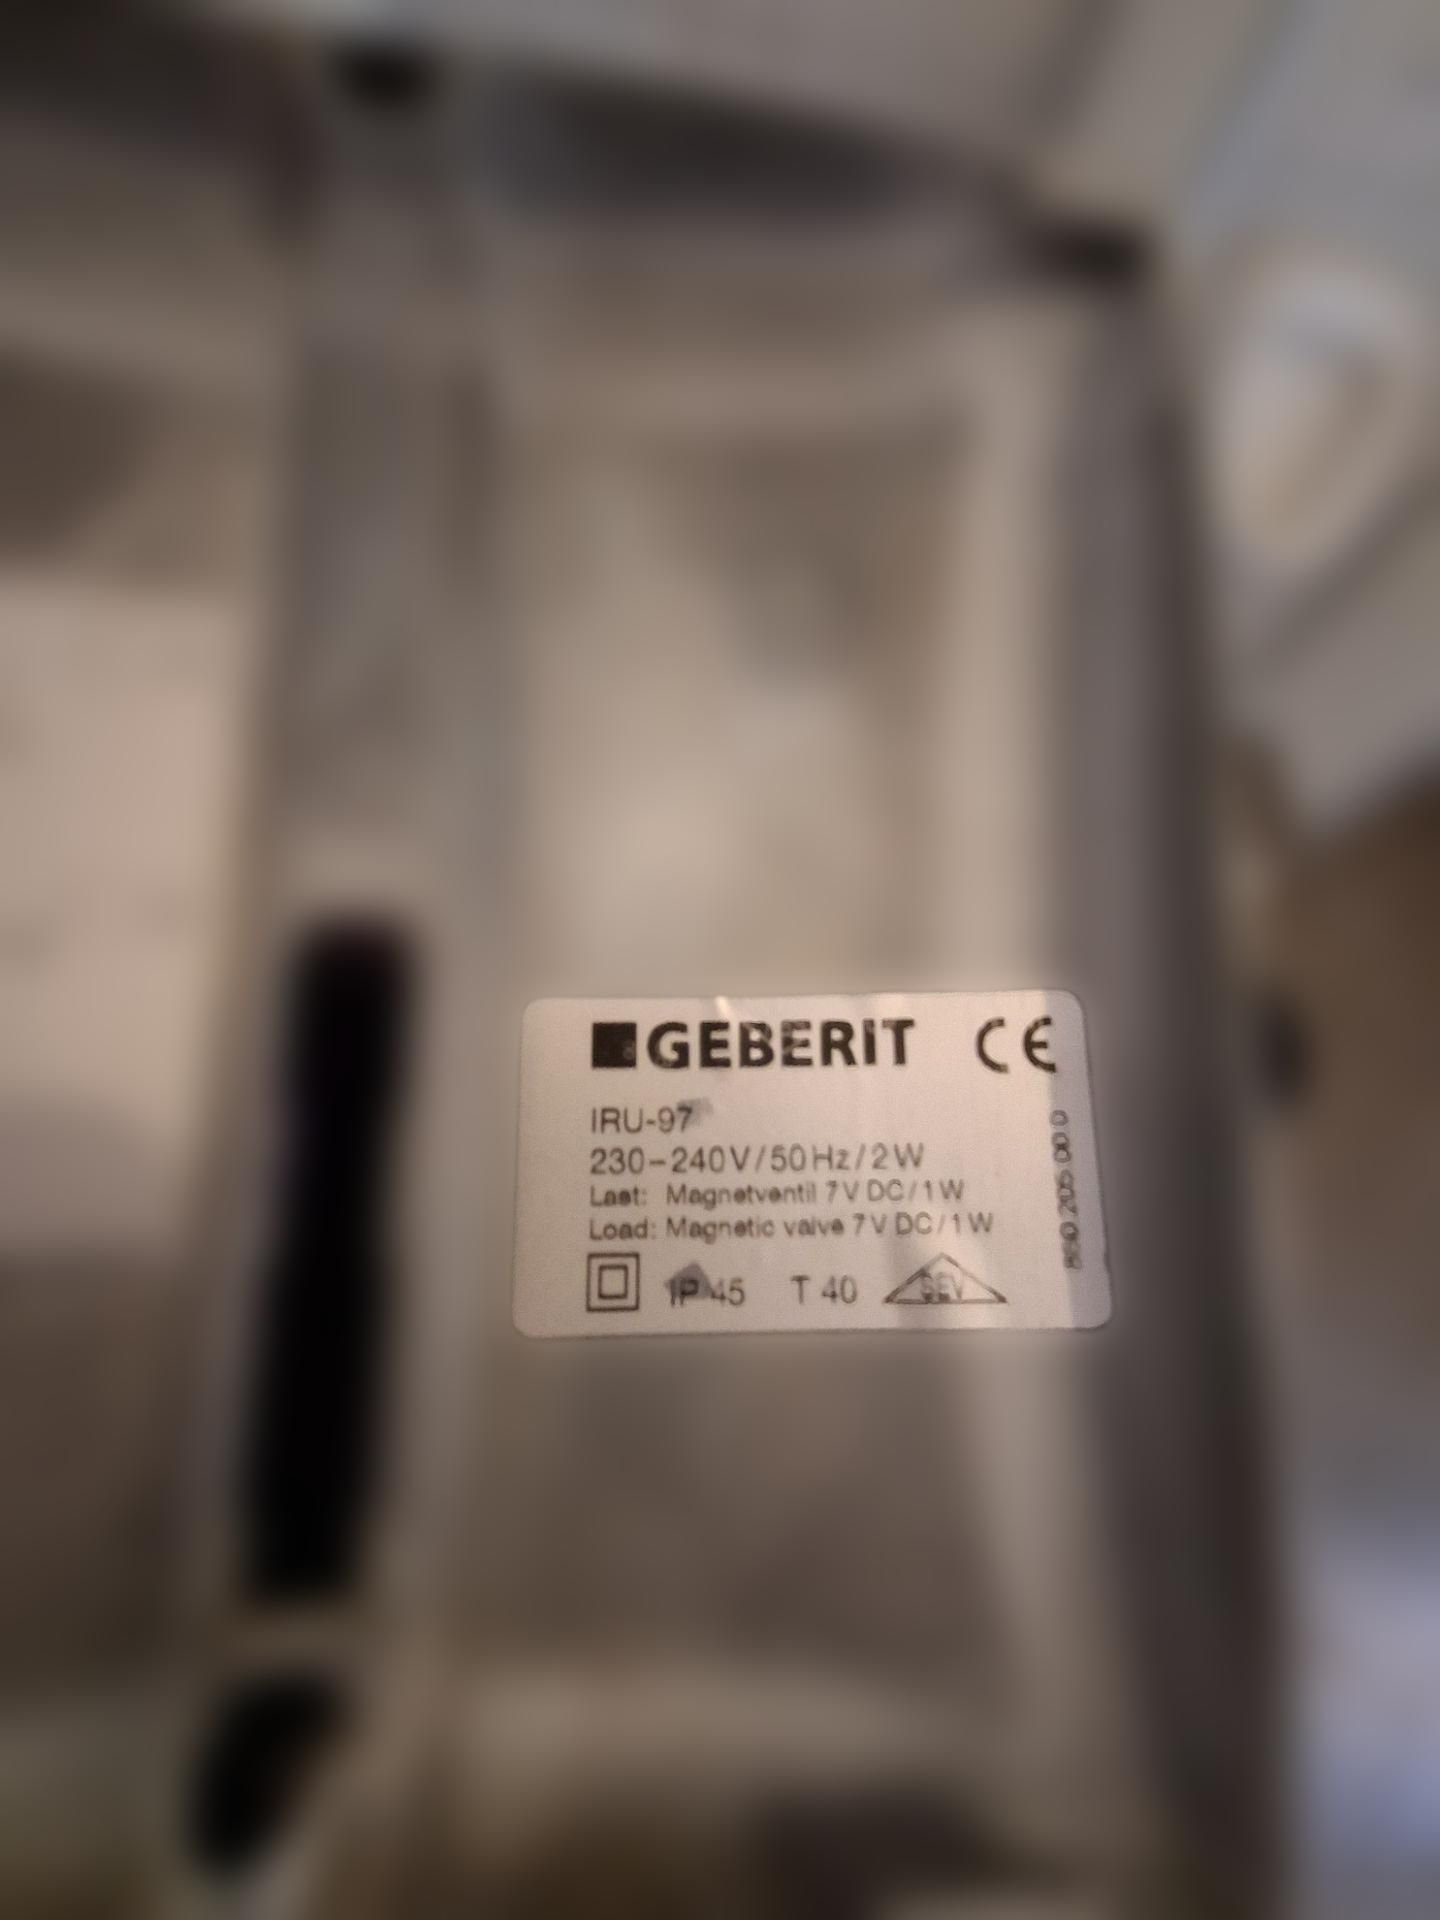 GEBERIT CE
IRU-97
230-240V/50Hz/2W
Last: Magnetventil 7V DC/1W
Load: Magnetic valve 7V DC/1W
IP 45 T 40 SEV